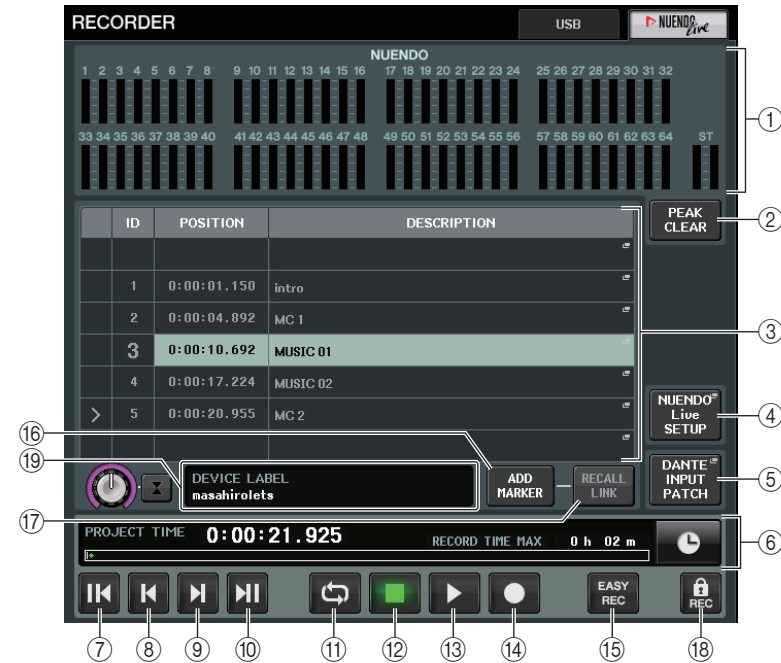 RECORDER
USB
NUENDO live
NUENDO
1 2 3 4 5 6 7 8 9 10 11 12 13 14 15 16 17 18 19 20 21 22 23 24 25 26 27 28 29 30 31 32
①
33 34 35 36 37 38 39 40 41 42 43 44 45 46 47 48 49 50 51 52 53 54 55 56 57 58 59 60 61 62 63 64 ST
ID POSITION DESCRIPTION
PEAK
CLEAR
②
1 0:00:01.150 intro
2 0:00:04.892 MC 1
3 0:00:10.692 MUSIC 01
③
4 0:00:17.224 MUSIC 02
> 5 0:00:20.955 MC 2
NUENDO
Live
SETUP
④
⑯
⑲
DEVICE LABEL
masahirolets
ADD
MARKER
RECALL
LINK
DANTE
INPUT
PATCH
⑤
⑰
PROJECT TIME 0:00:21.925 RECORD TIME MAX 0 h 02 m
⑥
EASY
REC
REC
⑦ ⑧ ⑨ ⑩ ⑪ ⑫ ⑬ ⑭ ⑮ ⑱